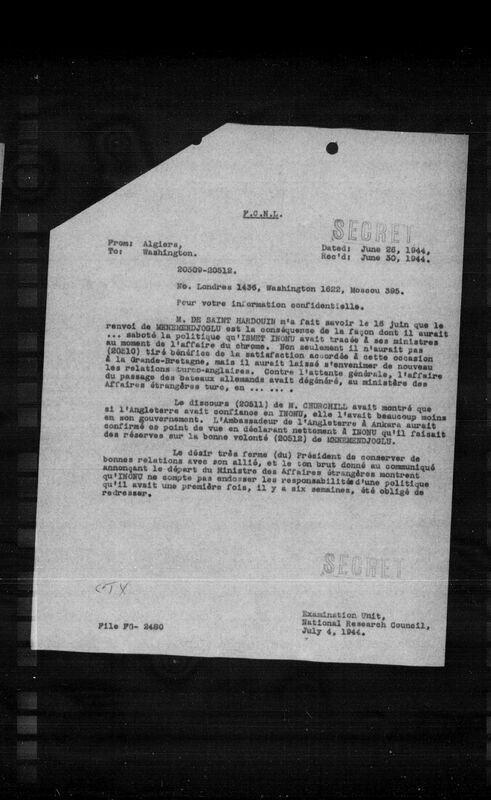 F.C.N.L.
SECRET
From: Algiers,
To: Washington.
Dated: June 26, 1944.
Rec'd: June 30, 1944.
20509-20512.
No. Londres 1436, Washington 1622, Moscou 395.
Pour votre information confidentielle.
M. DE SAINT HARDOUIN m'a fait savoir le 16 juin que le
renvoi de MENEMENDJOGLU est la conséquence de la façon dont il aurait
... saboté la politique qu'ISMET INONU avait tracée à ses ministres
au moment de l'affaire du chrome. Non seulement il n'aurait pas
(20510) tiré bénéfice de la satisfaction accordée à cette occasion
à la Grande-Bretagne, mais il aurait laissé s'envenimer de nouveau
les relations turco-anglaires. Contre l'attente générale, l'affaire
du passage des bateaux allemands avait dégénéré, au ministère des
Affaires étrangères turc, en ... ... .
Le discours (20511) de M. CHURCHILL avait montré que
si l'Angleterre avait confiance en INONU, elle l'avait beaucoup moins
en son gouvernement. L'Ambassadeur de l'Angleterre à Ankara aurait
confirmé ce point de vue en déclarant nettement à INONU qu'il faisait
des réserves sur la bonne volonté (20512) de MENEMENDJOGLU.
Le désir très ferme (du) Président de conserver de
bonnes relations avec son allié, et le ton brut donné au communiqué
annonçant le départ du Ministre des Affaires étrangères montrent
qu'INONU ne compte pas endosser les responsabilités d'une politique
qu'il avait une première fois, il y a six semaines, été obligé de
redresser.
SECRET
CTX
File FG- 2480
Examination Unit,
National Research Council,
July 4, 1944.